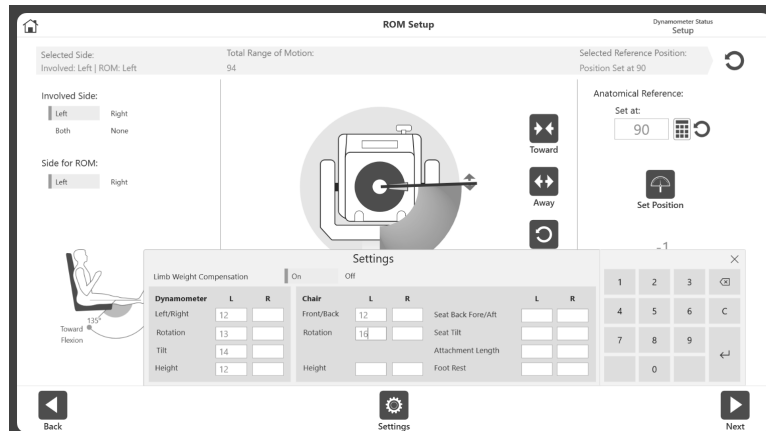 ROM Setup
Dynamometer Status
Setup
Selected Side:
Involved: Left | ROM: Left
Total Range of Motion:
94
Selected Reference Position:
Position Set at 90
Involved Side:
Left Right
Both None
Side for ROM:
Left Right
Toward
Away
Anatomical Reference:
Set at:
90
Set Position
-1
135°
Toward
Flexion
Settings
Limb Weight Compensation On Off
Dynamometer L R
Left/Right 12
Rotation 13
Tilt 14
Height 12
Chair L R
Front/Back 12
Rotation 16
Height
L R
Seat Back Fore/Aft
Seat Tilt
Attachment Length
Foot Rest
1 2 3
4 5 6 C
7 8 9
0
Back
Settings
Next